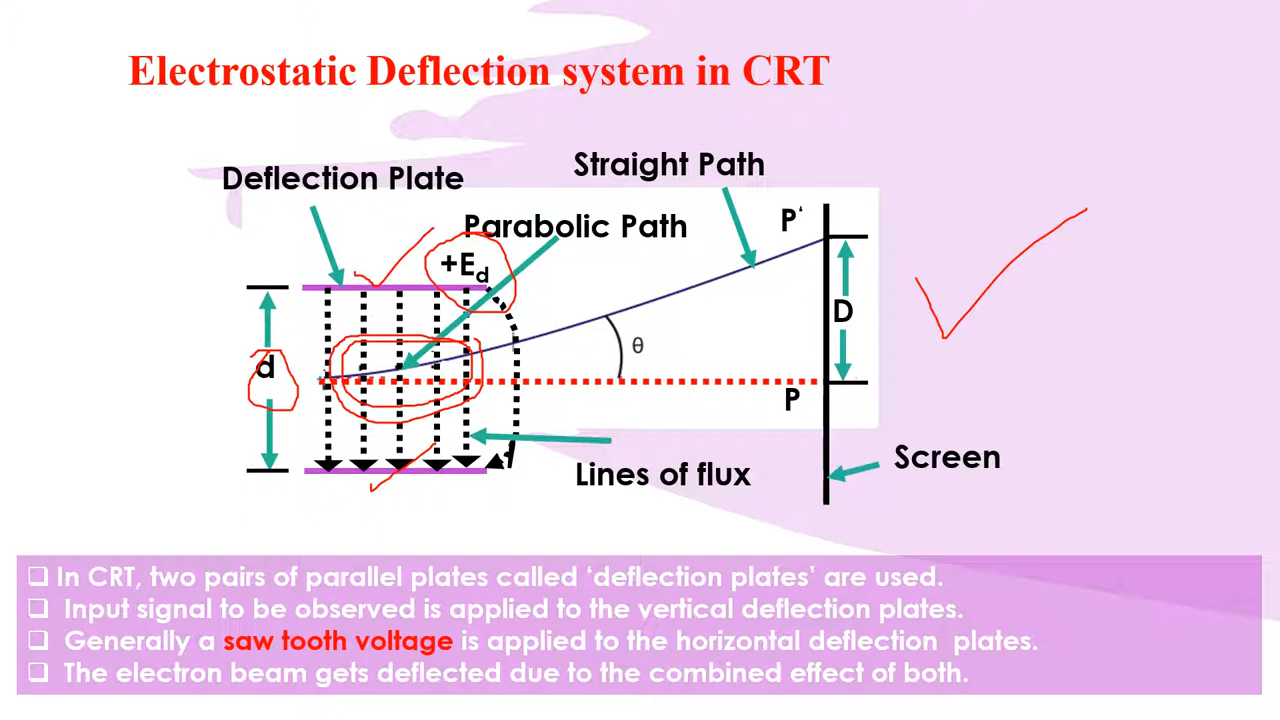 Electrostatic Deflection system in CRT
Deflection Plate
Straight Path
Parabolic Path
P‘
+Ed
D
θ
d
P
Lines of flux
Screen
❑ In CRT, two pairs of parallel plates called ‘deflection plates’ are used.
❑ Input signal to be observed is applied to the vertical deflection plates.
❑ Generally a saw tooth voltage is applied to the horizontal deflection plates.
❑ The electron beam gets deflected due to the combined effect of both.